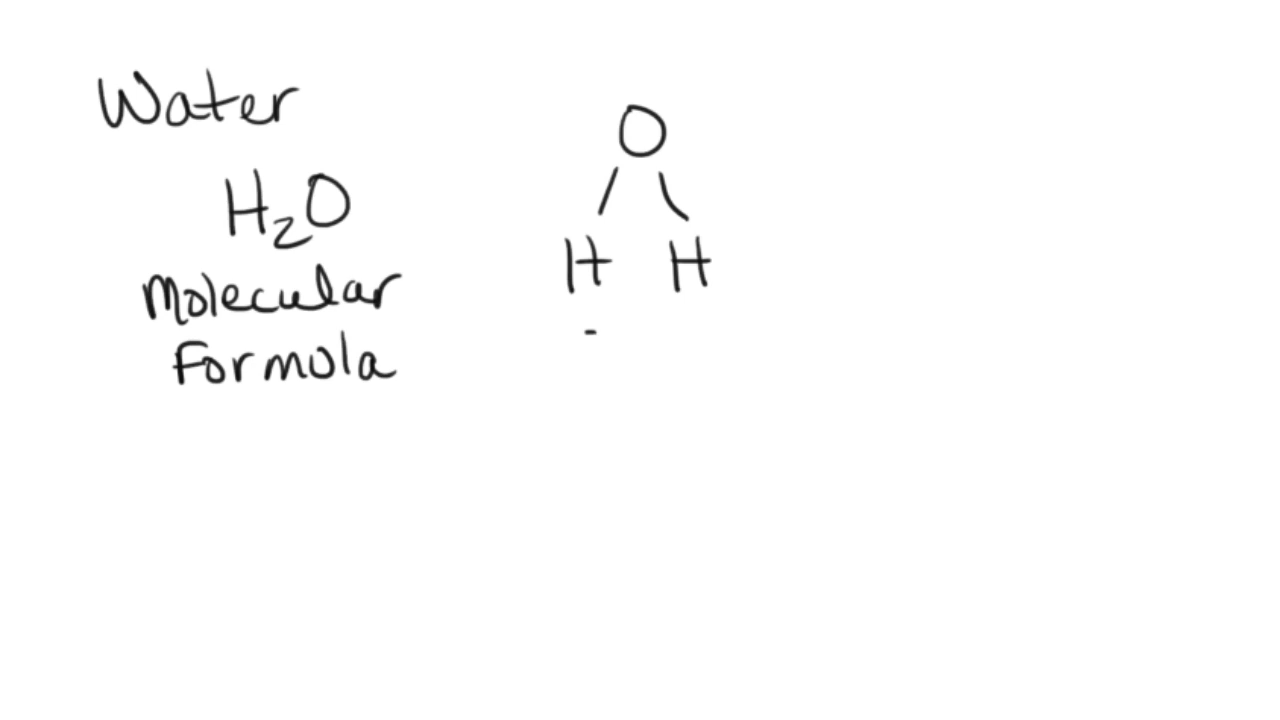 Water
H₂O
Molecular
Formula
O
H H
-